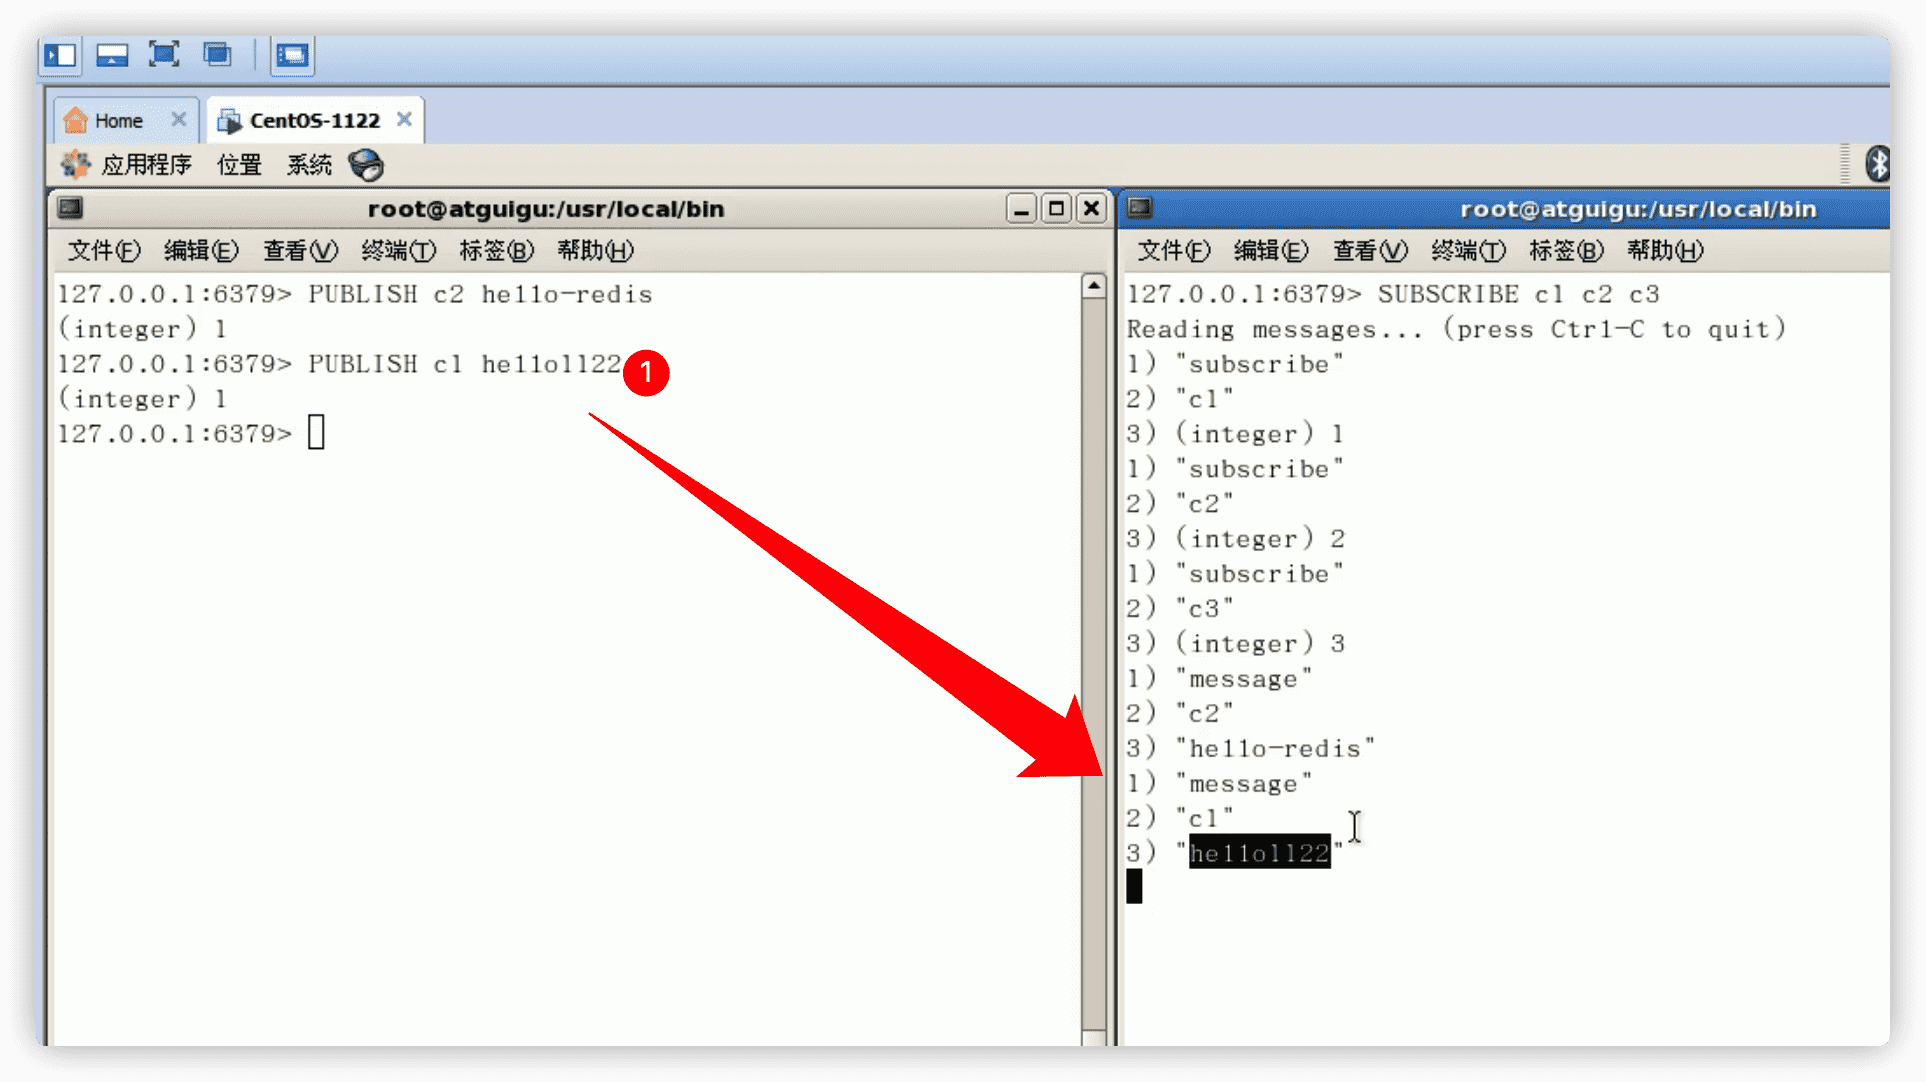 Home
CentOS-1122
应用程序 位置 系统
root@atguigu:/usr/local/bin
文件(F) 编辑(E) 查看(V) 终端(T) 标签(B) 帮助(H)
127.0.0.1:6379> PUBLISH c2 hello-redis
(integer) 1
127.0.0.1:6379> PUBLISH c1 hello1122
1
(integer) 1
127.0.0.1:6379>
root@atguigu:/usr/local/bin
文件(F) 编辑(E) 查看(V) 终端(T) 标签(B) 帮助(H)
127.0.0.1:6379> SUBSCRIBE c1 c2 c3
Reading messages... (press Ctrl-C to quit)
1) "subscribe"
2) "c1"
3) (integer) 1
1) "subscribe"
2) "c2"
3) (integer) 2
1) "subscribe"
2) "c3"
3) (integer) 3
1) "message"
2) "c2"
3) "hello-redis"
1) "message"
2) "c1"
3) "hello1122"